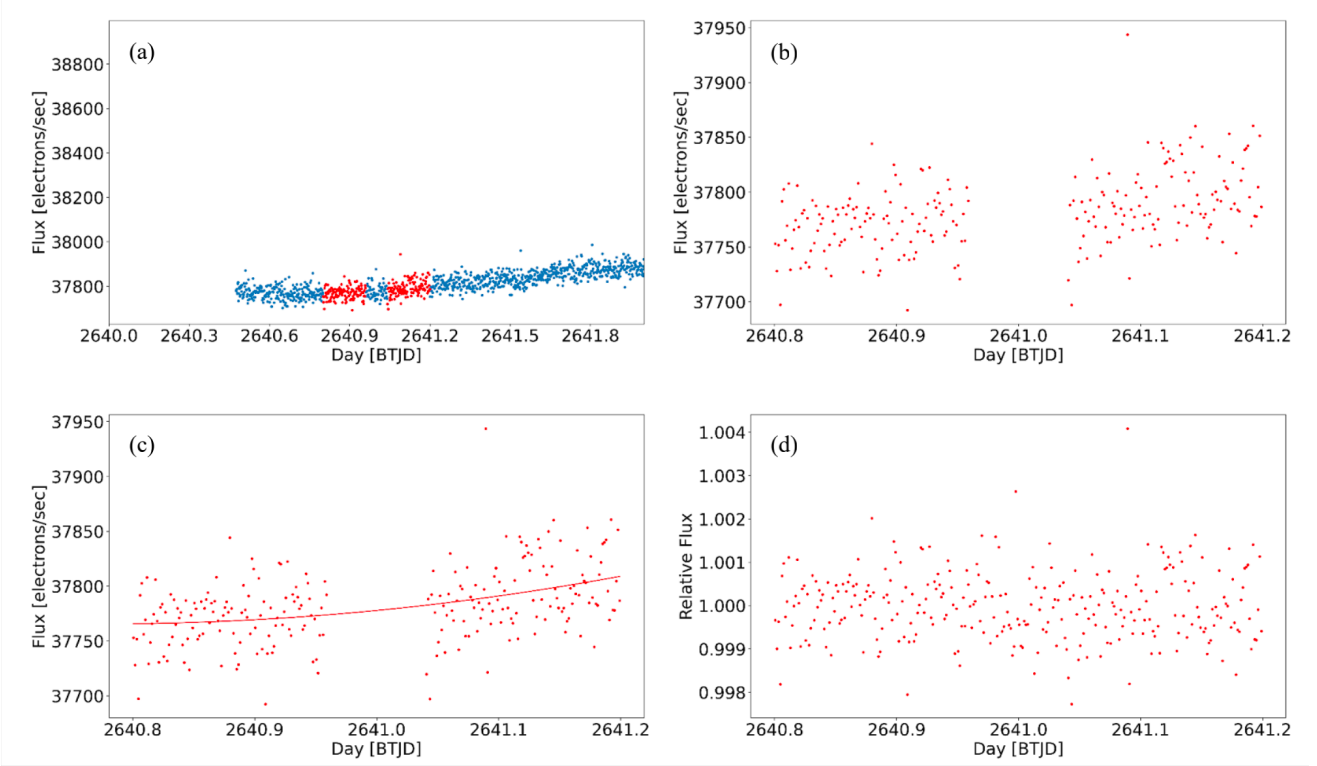 (a)
Flux [electrons/sec]
38800
38600
38400
38200
38000
37800
2640.0 2640.3 2640.6 2640.9 2641.2 2641.5 2641.8
Day [BTJD]
(b)
Flux [electrons/sec]
37950
37900
37850
37800
37750
37700
2640.8 2640.9 2641.0 2641.1 2641.2
Day [BTJD]
(c)
Flux [electrons/sec]
37950
37900
37850
37800
37750
37700
2640.8 2640.9 2641.0 2641.1 2641.2
Day [BTJD]
(d)
Relative Flux
1.004
1.003
1.002
1.001
1.000
0.999
0.998
2640.8 2640.9 2641.0 2641.1 2641.2
Day [BTJD]